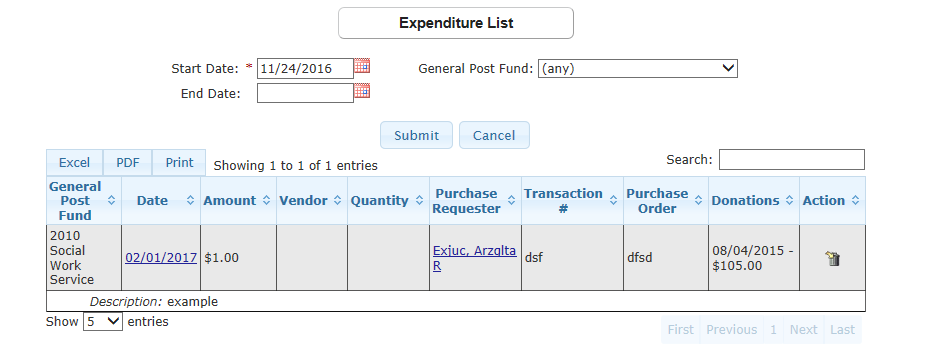 Expenditure List
Start Date: * 11/24/2016 General Post Fund: (any)
End Date:
Submit Cancel
Excel PDF Print Showing 1 to 1 of 1 entries Search:
General Post Fund Date Amount Vendor Quantity Purchase Requester Transaction # Purchase Order Donations Action
2010 Social Work Service 02/01/2017 $1.00 Exjuc, Arzqlta R dsf dfsd 08/04/2015 - $105.00
Description: example
Show 5 entries
First Previous 1 Next Last